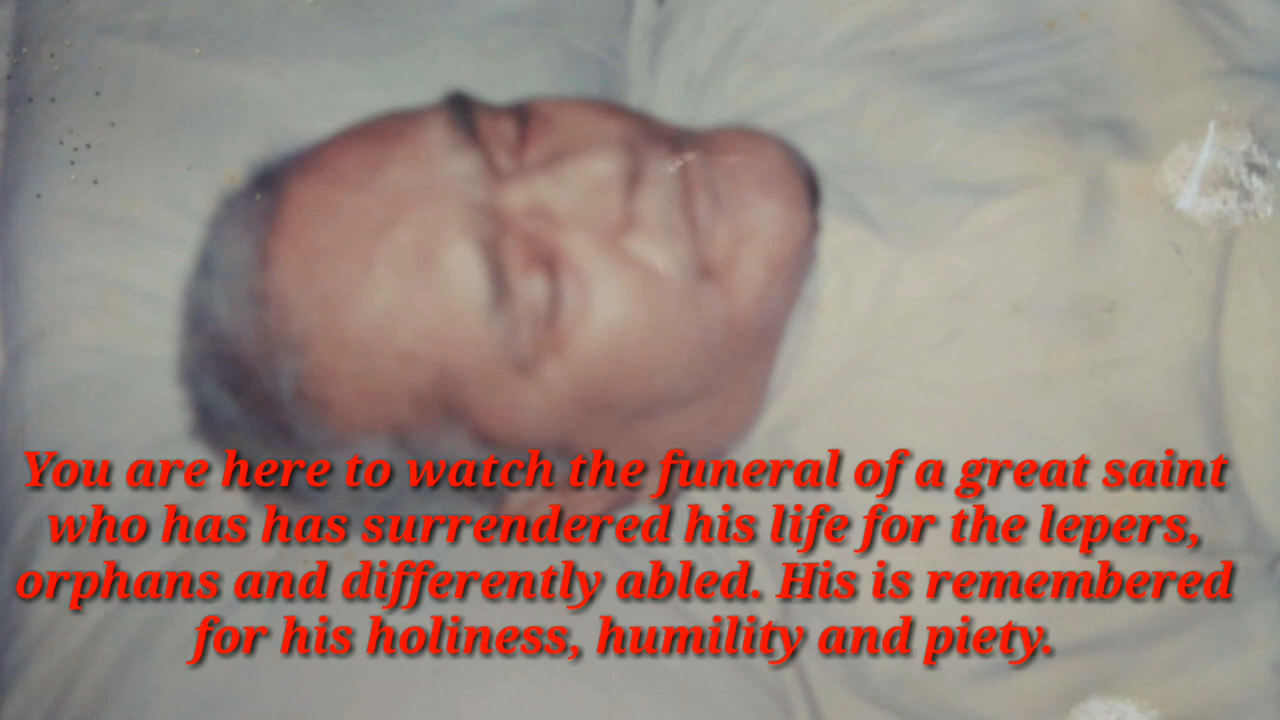 You are here to watch the funeral of a great saint
who has has surrendered his life for the lepers,
orphans and differently abled. His is remembered
for his holiness, humility and piety.